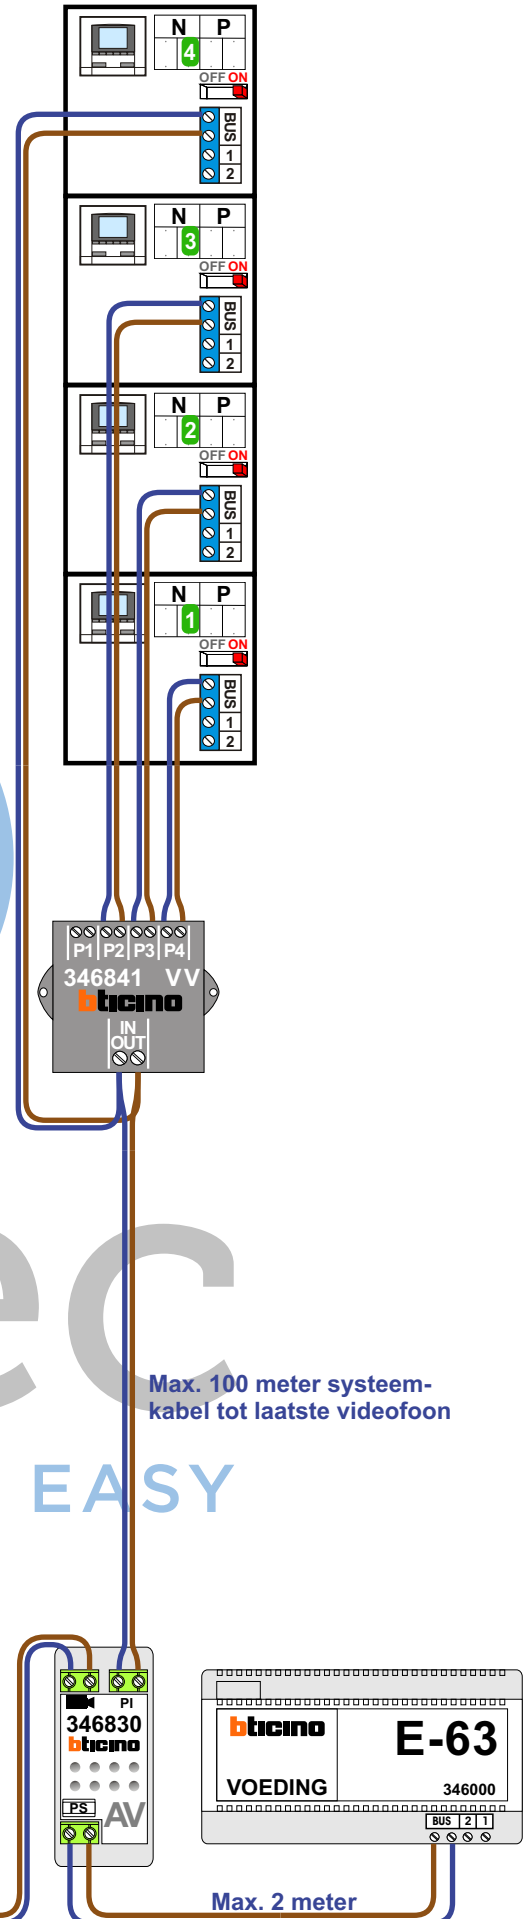 N P
4
OFF ON
BUS
1
2
N P
3
OFF ON
BUS
1
2
N P
2
OFF ON
BUS
1
2
N P
1
OFF ON
BUS
1
2
P1 P2 P3 P4
346841 VV
bticino
IN
OUT
ec
Max. 100 meter systeem-
kabel tot laatste videofoon
EASY
PI
346830
bticino
PS
AV
bticino
E-63
VOEDING
346000
BUS 2 1
Max. 2 meter